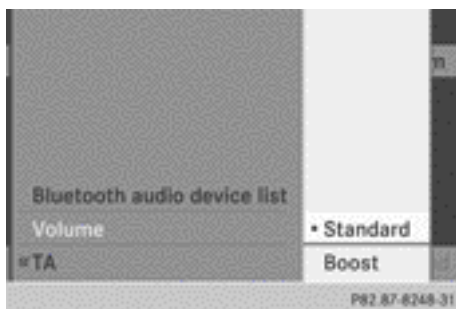 Bluetooth audio device list
Volume
• Standard
TA
Boost
P82.87-8248-31